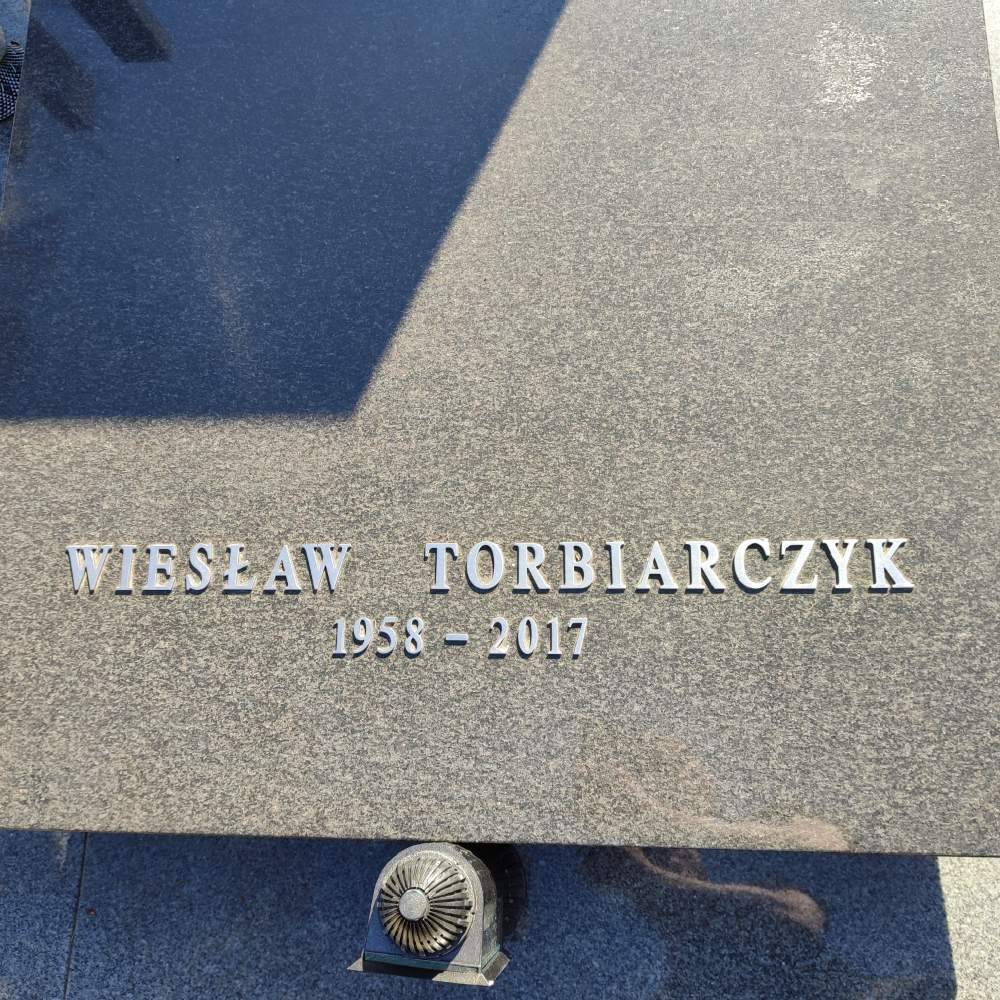 WIESŁAW TORBIARCZYK
1958 – 2017